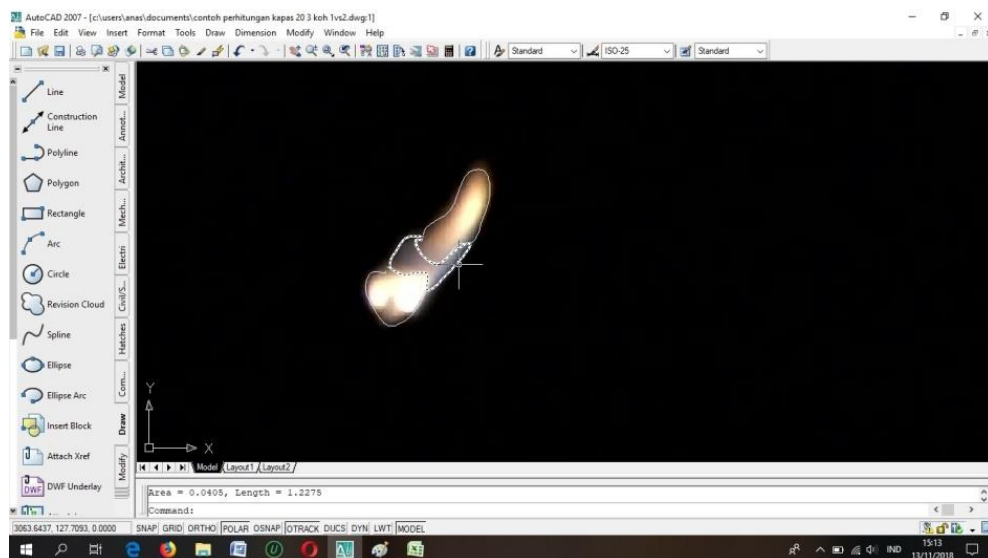 AutoCAD 2007 - [c:\users\anas\documents\contoh perhitungan kapas 20 3 koh 1vs2.dwg:1]
File Edit View Insert Format Tools Draw Dimension Modify Window Help
Standard ISO-25 Standard
Line
Construction
Line
Polyline
Polygon
Rectangle
Arc
Circle
Revision Cloud
Spline
Ellipse
Ellipse Arc
Insert Block
Attach Xref
DWF DWF Underlay
Model
Annot...
Archit...
Mech...
Electri
Civil/S...
Hatches
Com...
Draw
Modify
Y
X
Model Layout1 Layout2
Area = 0.0405, Length = 1.2275
Command:
3063.6437, 127.7093, 0.0000 SNAP GRID ORTHO POLAR OSNAP OTRACK DUCS DYN LWT MODEL
IND 15:13
13/11/2018